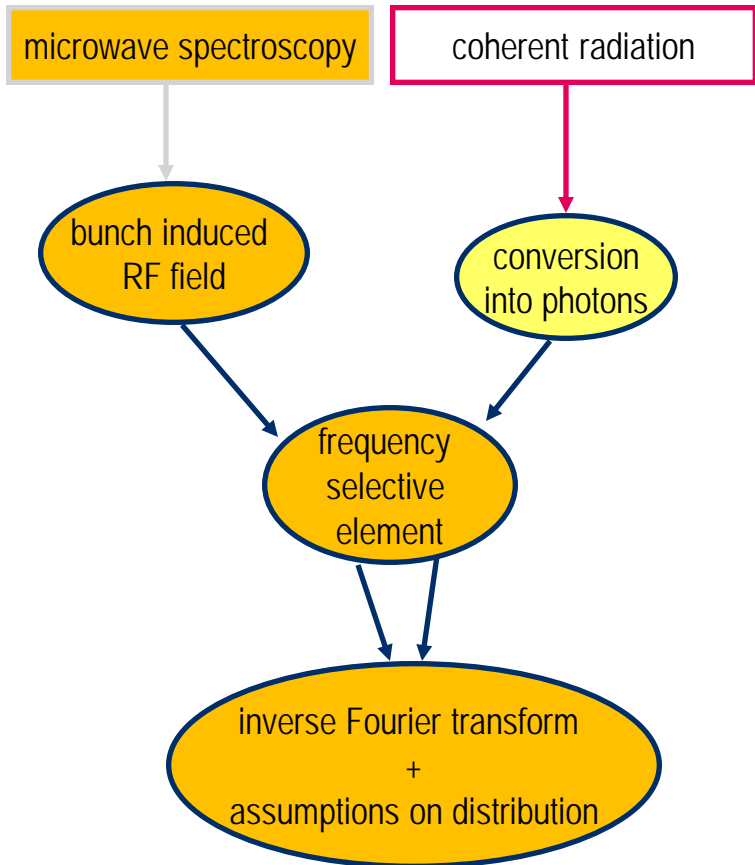 microwave spectroscopy
coherent radiation
bunch induced
RF field
conversion
into photons
frequency
selective
element
inverse Fourier transform
+
assumptions on distribution